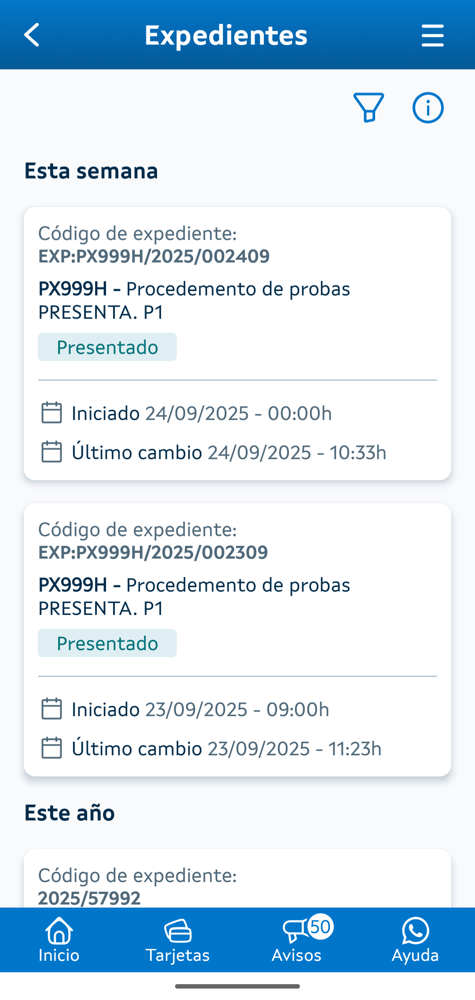 Expedientes
Esta semana
Código de expediente:
EXP:PX999H/2025/002409
PX999H - Procedemento de probas
PRESENTA. P1
Presentado
Iniciado 24/09/2025 - 00:00h
Último cambio 24/09/2025 - 10:33h
Código de expediente:
EXP:PX999H/2025/002309
PX999H - Procedemento de probas
PRESENTA. P1
Presentado
Iniciado 23/09/2025 - 09:00h
Último cambio 23/09/2025 - 11:23h
Este año
Código de expediente:
2025/57992
50
Inicio Tarjetas Avisos Ayuda